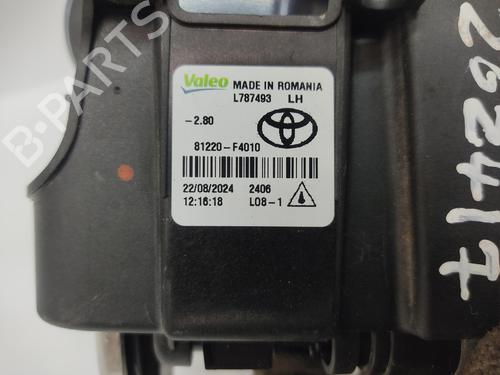 Valeo MADE IN ROMANIA
L787493 LH
-2.80
81220-F4010
22/08/2024 2406
12:16:18 L08-1
B-PARTS